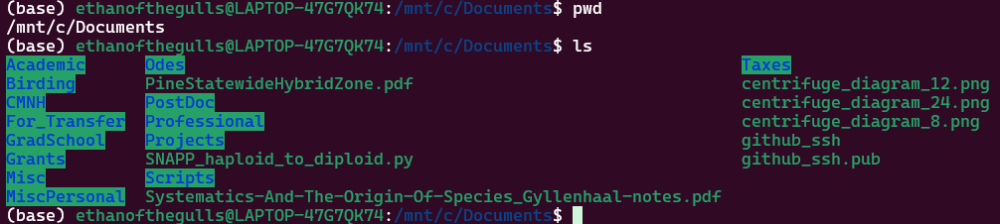 (base) ethanofthegulls@LAPTOP-47G7QK74:/mnt/c/Documents$ pwd
/mnt/c/Documents
(base) ethanofthegulls@LAPTOP-47G7QK74:/mnt/c/Documents$ ls
Academic Odes Taxes
Birding PineStatewideHybridZone.pdf centrifuge_diagram_12.png
CMNH PostDoc centrifuge_diagram_24.png
For_Transfer Professional centrifuge_diagram_8.png
GradSchool Projects github_ssh
Grants SNAPP_haploid_to_diploid.py github_ssh.pub
Misc Scripts
MiscPersonal Systematics-And-The-Origin-Of-Species_Gyllenhaal-notes.pdf
(base) ethanofthegulls@LAPTOP-47G7QK74:/mnt/c/Documents$